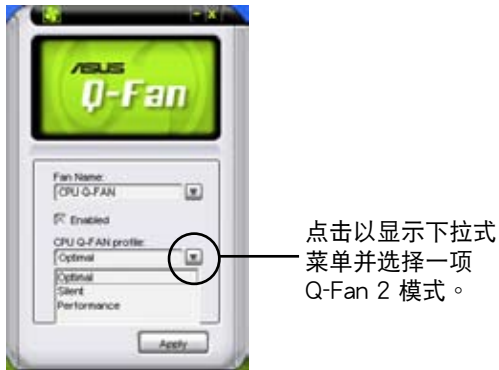 ASUS
Q-Fan
Fan Name:
CPU Q-FAN
Enabled
CPU Q-FAN profile:
Optimal
Optimal
Silent
Performance
Apply
点击以显示下拉式
菜单并选择一项
Q-Fan 2 模式。